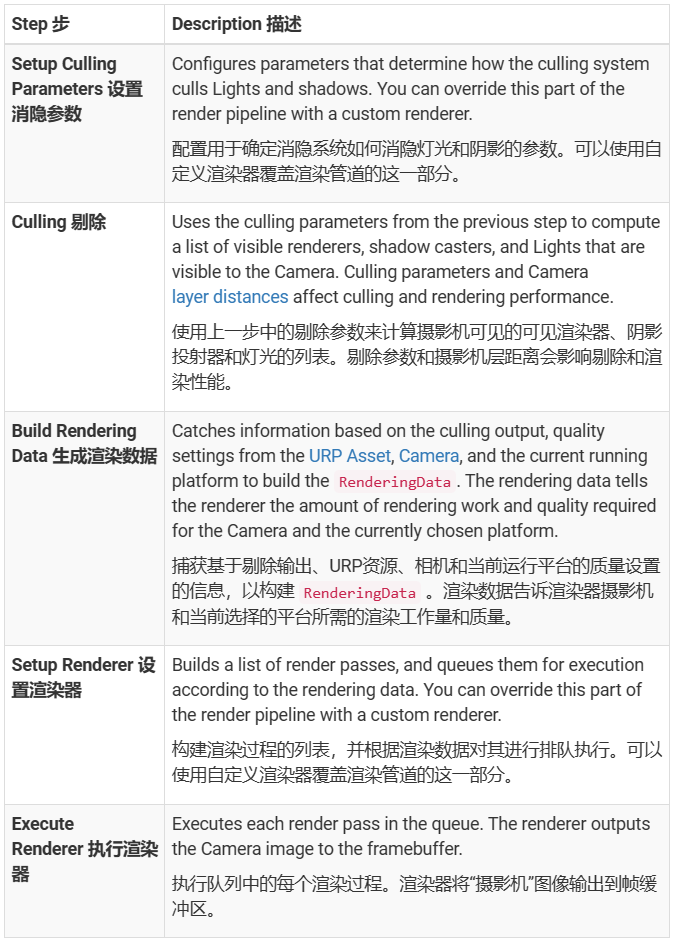 Step 步
Description 描述
Setup Culling
Parameters 设置
消隐参数
Configures parameters that determine how the culling system
culls Lights and shadows. You can override this part of the
render pipeline with a custom renderer.
配置用于确定消隐系统如何消隐灯光和阴影的参数。可以使用自
定义渲染器覆盖渲染管道的这一部分。
Culling 剔除
Uses the culling parameters from the previous step to compute
a list of visible renderers, shadow casters, and Lights that are
visible to the Camera. Culling parameters and Camera
layer distances affect culling and rendering performance.
使用上一步中的剔除参数来计算摄影机可见的可见渲染器、阴影
投射器和灯光的列表。剔除参数和摄影机层距离会影响剔除和渲
染性能。
Build Rendering
Data 生成渲染数据
Catches information based on the culling output, quality
settings from the URP Asset, Camera, and the current running
platform to build the RenderingData. The rendering data tells
the renderer the amount of rendering work and quality required
for the Camera and the currently chosen platform.
捕获基于剔除输出、URP资源、相机和当前运行平台的质量设置
的信息，以构建 RenderingData 。渲染数据告诉渲染器摄影机
和当前选择的平台所需的渲染工作量和质量。
Setup Renderer 设
置渲染器
Builds a list of render passes, and queues them for execution
according to the rendering data. You can override this part of
the render pipeline with a custom renderer.
构建渲染过程的列表，并根据渲染数据对其进行排队执行。可以
使用自定义渲染器覆盖渲染管道的这一部分。
Execute
Renderer 执行渲染
器
Executes each render pass in the queue. The renderer outputs
the Camera image to the framebuffer.
执行队列中的每个渲染过程。渲染器将“摄影机”图像输出到帧缓
冲区。